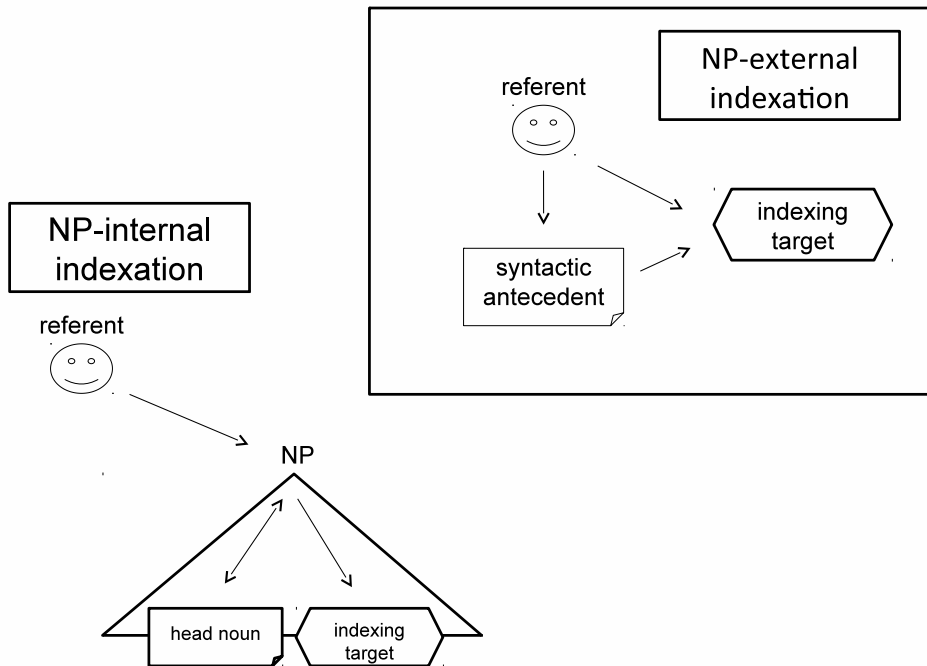 NP-external
indexation
referent
indexing
target
syntactic
antecedent
NP-internal
indexation
referent
NP
head noun
indexing
target